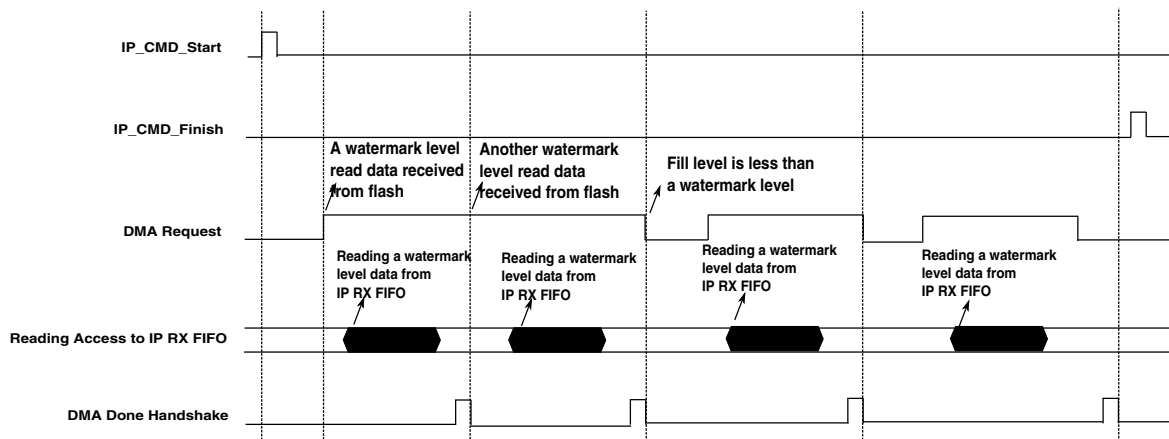 IP_CMD_Start
IP_CMD_Finish
A watermark level
read data received
from flash
Another watermark
level read data
received from flash
Fill level is less than
a watermark level
DMA Request
Reading a watermark
level data from
IP RX FIFO
Reading a watermark
level data from
IP RX FIFO
Reading a watermark
level data from
IP RX FIFO
Reading a watermark
level data from
IP RX FIFO
Reading Access to IP RX FIFO
DMA Done Handshake